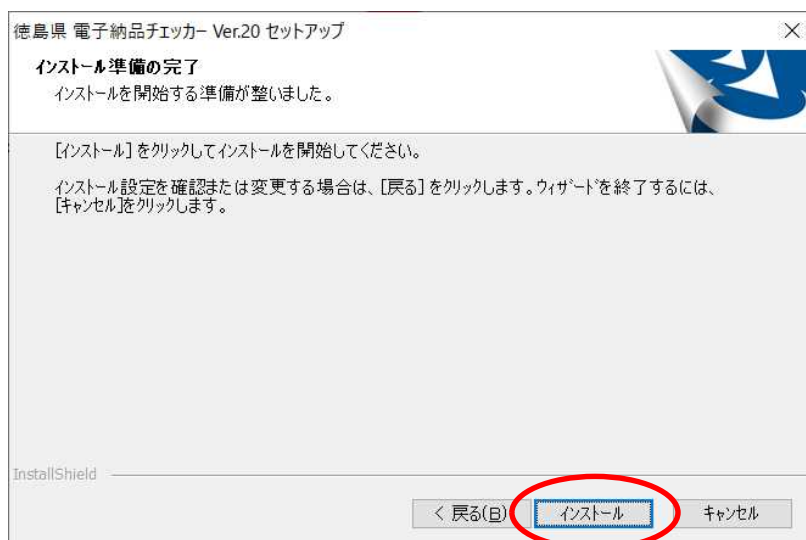 徳島県 電子納品チェッカー Ver.20 セットアップ
インストール準備の完了
インストールを開始する準備が整いました。
[インストール] をクリックしてインストールを開始してください。
インストール設定を確認または変更する場合は、[戻る] をクリックします。ウィザードを終了するには、
[キャンセル]をクリックします。
InstallShield
< 戻る(B) インストール キャンセル